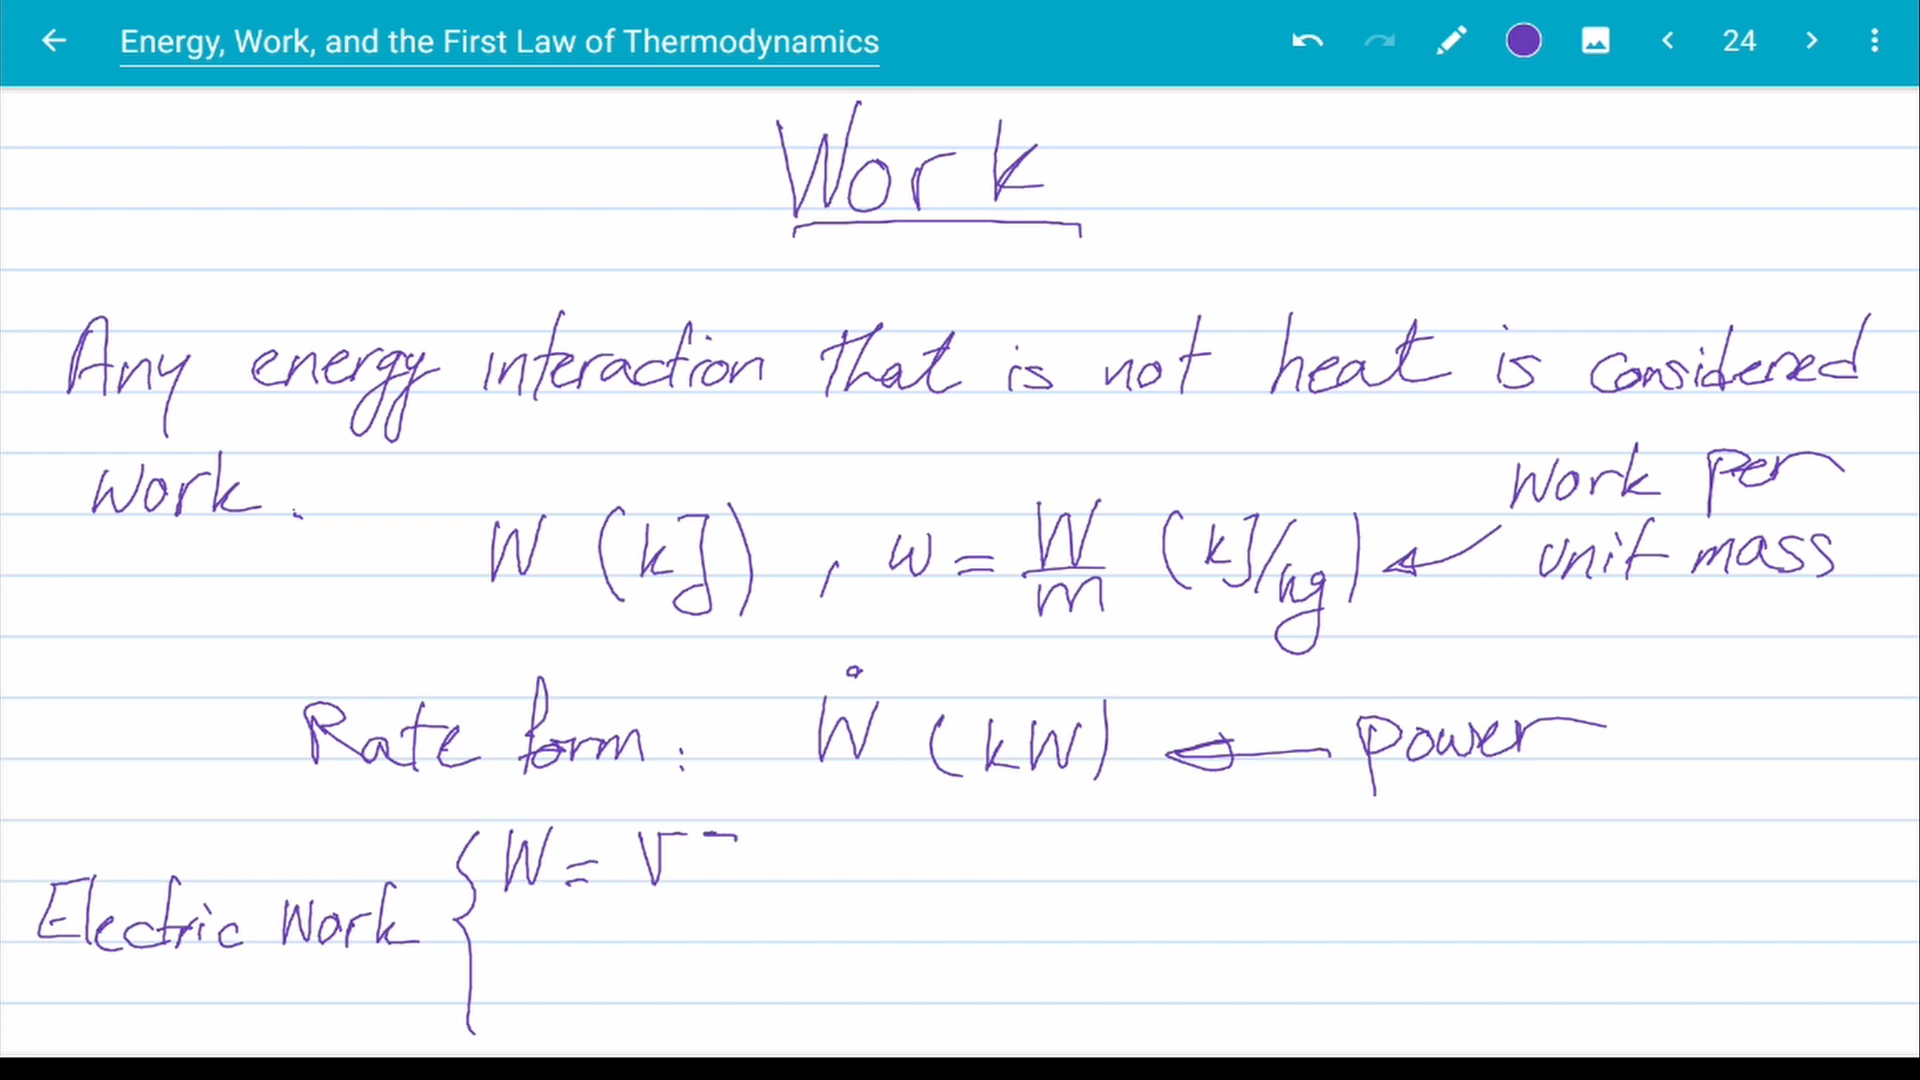 Energy, Work, and the First Law of Thermodynamics 24
Work
Any energy interaction that is not heat is considered
work.
W (kJ), w = W/m (kJ/kg) ← Work per unit mass
Rate form: Ẇ (kW) ← power
Electric Work { W = V